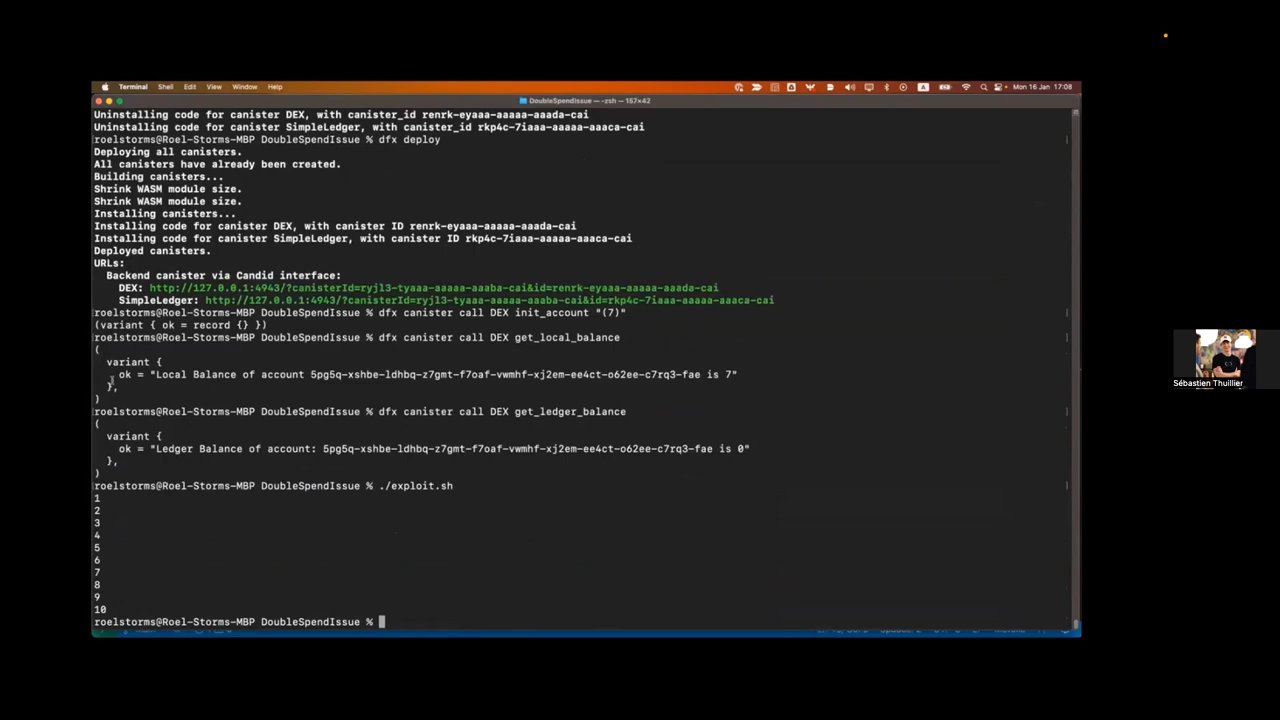 Terminal Shell Edit View Window Help
Mon 16 Jan 17:08
DoubleSpendIssue — -zsh — 157×42
Uninstalling code for canister DEX, with canister_id renrk-eyaaa-aaaaa-aaada-cai
Uninstalling code for canister SimpleLedger, with canister_id rkp4c-7iaaa-aaaaa-aaaca-cai
roelstorms@Roel-Storms-MBP DoubleSpendIssue % dfx deploy
Deploying all canisters.
All canisters have already been created.
Building canisters...
Shrink WASM module size.
Shrink WASM module size.
Installing canisters...
Installing code for canister DEX, with canister ID renrk-eyaaa-aaaaa-aaada-cai
Installing code for canister SimpleLedger, with canister ID rkp4c-7iaaa-aaaaa-aaaca-cai
Deployed canisters.
URLs:
Backend canister via Candid interface:
DEX: http://127.0.0.1:4943/?canisterId=ryjl3-tyaaa-aaaaa-aaaba-cai&id=renrk-eyaaa-aaaaa-aaada-cai
SimpleLedger: http://127.0.0.1:4943/?canisterId=ryjl3-tyaaa-aaaaa-aaaba-cai&id=rkp4c-7iaaa-aaaaa-aaaca-cai
roelstorms@Roel-Storms-MBP DoubleSpendIssue % dfx canister call DEX init_account "(7)"
(variant { ok = record {} })
roelstorms@Roel-Storms-MBP DoubleSpendIssue % dfx canister call DEX get_local_balance
(
variant {
ok = "Local Balance of account 5pg5q-xshbe-ldhbq-z7gmt-f7oaf-vwmhf-xj2em-ee4ct-o62ee-c7rq3-fae is 7"
},
)
roelstorms@Roel-Storms-MBP DoubleSpendIssue % dfx canister call DEX get_ledger_balance
(
variant {
ok = "Ledger Balance of account: 5pg5q-xshbe-ldhbq-z7gmt-f7oaf-vwmhf-xj2em-ee4ct-o62ee-c7rq3-fae is 0"
},
)
roelstorms@Roel-Storms-MBP DoubleSpendIssue % ./exploit.sh
1
2
3
4
5
6
7
8
9
10
roelstorms@Roel-Storms-MBP DoubleSpendIssue %
Sébastien Thuillier